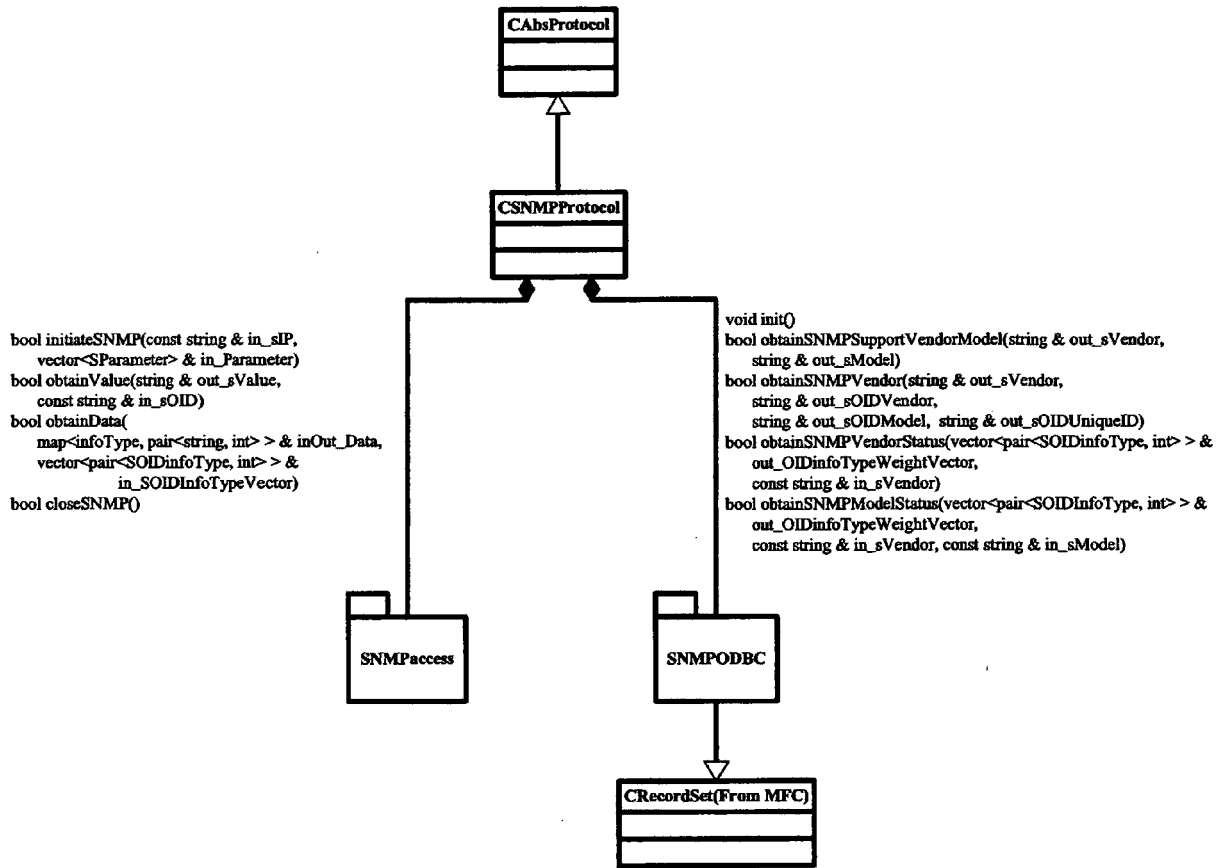 CAbsProtocol
CSNMPProtocol
bool initiateSNMP(const string & in_sIP,
vector<SParameter> & in_Parameter)
bool obtainValue(string & out_sValue,
const string & in_sOID)
bool obtainData(
map<infoType, pair<string, int> > & inOut_Data,
vector<pair<SOIDinfoType, int> > &
in_SOIDInfoTypeVector)
bool closeSNMP()
void init()
bool obtainSNMPSupportVendorModel(string & out_sVendor,
string & out_sModel)
bool obtainSNMPVendor(string & out_sVendor,
string & out_sOIDVendor,
string & out_sOIDModel, string & out_sOIDUniqueID)
bool obtainSNMPVendorStatus(vector<pair<SOIDinfoType, int> > &
out_OIDinfoTypeWeightVector,
const string & in_sVendor)
bool obtainSNMPModelStatus(vector<pair<SOIDInfoType, int> > &
out_OIDinfoTypeWeightVector,
const string & in_sVendor, const string & in_sModel)
SNMPaccess
SNMPODBC
CRecordSet(From MFC)